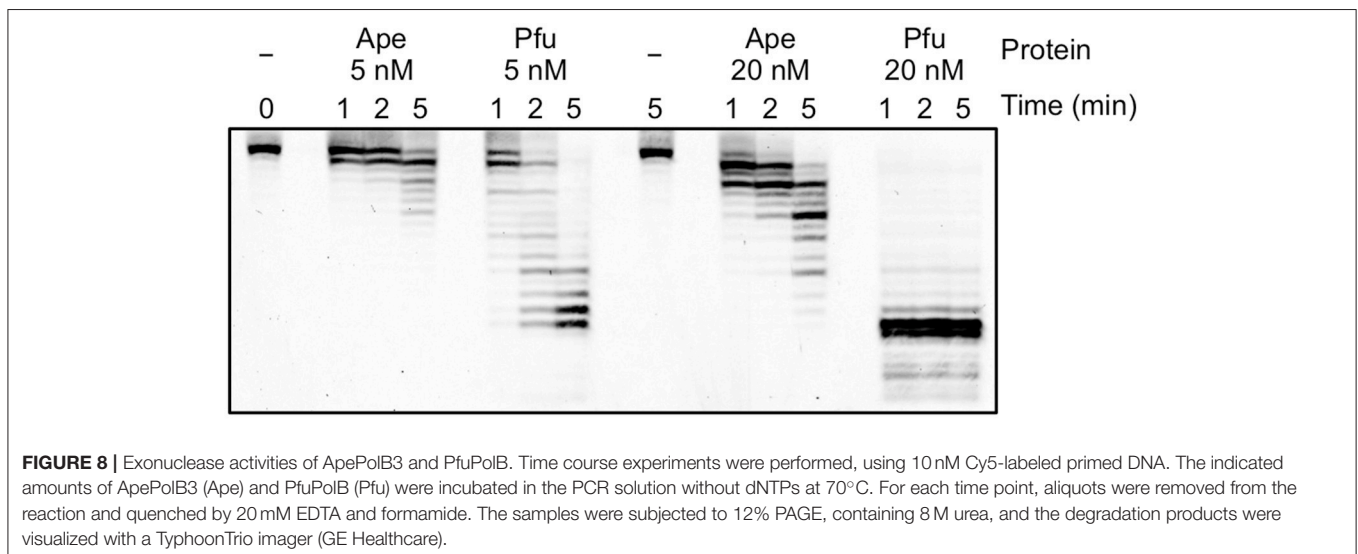 – Ape Pfu – Ape Pfu Protein
5 nM 5 nM 20 nM 20 nM
0 1 2 5 1 2 5 5 1 2 5 1 2 5 Time (min)
FIGURE 8 | Exonuclease activities of ApePolB3 and PfuPolB. Time course experiments were performed, using 10 nM Cy5-labeled primed DNA. The indicated
amounts of ApePolB3 (Ape) and PfuPolB (Pfu) were incubated in the PCR solution without dNTPs at 70°C. For each time point, aliquots were removed from the
reaction and quenched by 20 mM EDTA and formamide. The samples were subjected to 12% PAGE, containing 8 M urea, and the degradation products were
visualized with a TyphoonTrio imager (GE Healthcare).